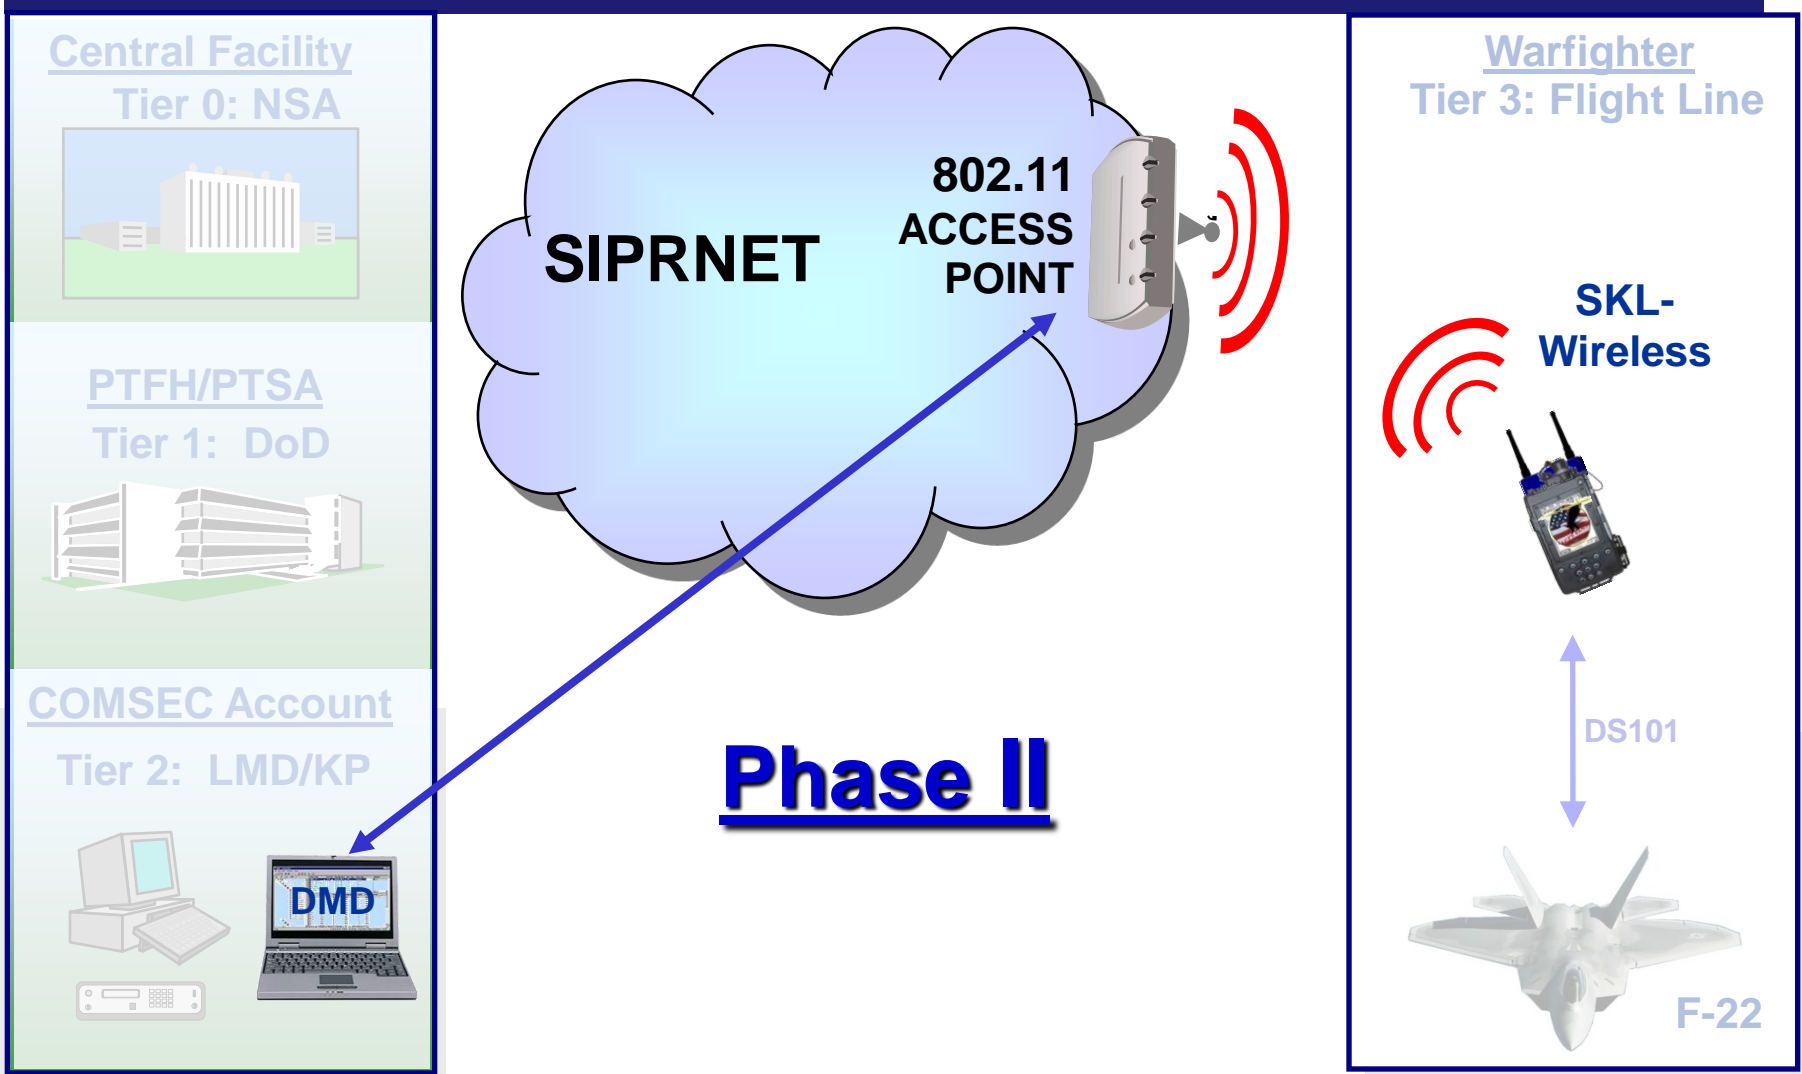 Central Facility
Tier 0: NSA
PTFH/PTSA
Tier 1: DoD
COMSEC Account
Tier 2: LMD/KP
DMD
SIPRNET
802.11
ACCESS
POINT
Phase II
Warfighter
Tier 3: Flight Line
SKL-
Wireless
DS101
F-22